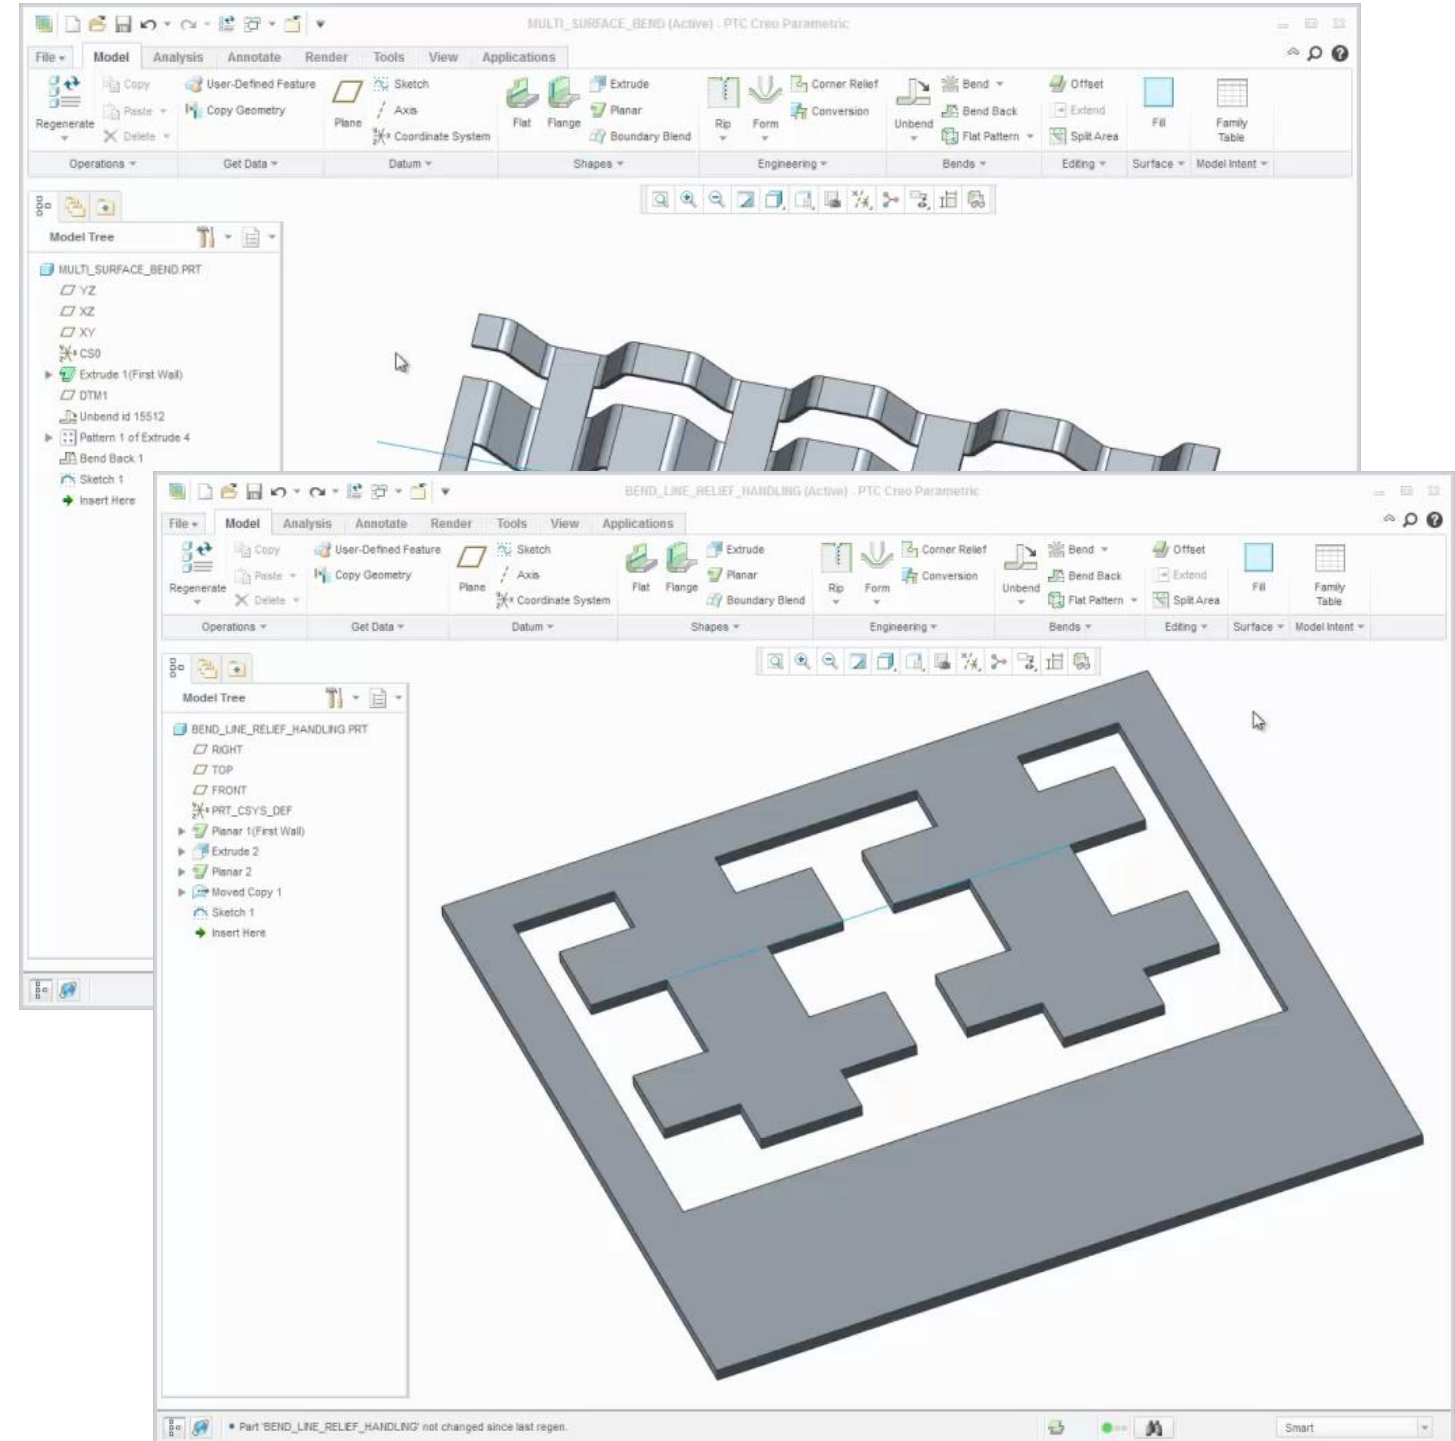 MULTI_SURFACE_BEND (Active) - PTC Creo Parametric
File Model Analysis Annotate Render Tools View Applications
Regenerate
Copy
Paste
Delete
User-Defined Feature
Copy Geometry
Plane
Sketch
Axis
Coordinate System
Flat
Flange
Extrude
Planar
Boundary Blend
Rip
Form
Corner Relief
Conversion
Unbend
Bend
Bend Back
Flat Pattern
Offset
Extend
Split Area
Fill
Family
Table
Operations Get Data Datum Shapes Engineering Bends Editing Surface Model Intent
Model Tree
MULTI_SURFACE_BEND.PRT
YZ
XZ
XY
CS0
Extrude 1(First Wall)
DTM1
Unbend id 15512
Pattern 1 of Extrude 4
Bend Back 1
Sketch 1
Insert Here
BEND_LINE_RELIEF_HANDLING (Active) - PTC Creo Parametric
File Model Analysis Annotate Render Tools View Applications
Regenerate
Copy
Paste
Delete
User-Defined Feature
Copy Geometry
Plane
Sketch
Axis
Coordinate System
Flat
Flange
Extrude
Planar
Boundary Blend
Rip
Form
Corner Relief
Conversion
Unbend
Bend
Bend Back
Flat Pattern
Offset
Extend
Split Area
Fill
Family
Table
Operations Get Data Datum Shapes Engineering Bends Editing Surface Model Intent
Model Tree
BEND_LINE_RELIEF_HANDLING.PRT
RIGHT
TOP
FRONT
PRT_CSYS_DEF
Planar 1(First Wall)
Extrude 2
Planar 2
Moved Copy 1
Sketch 1
Insert Here
• Part 'BEND_LINE_RELIEF_HANDLING' not changed since last regen.
Smart